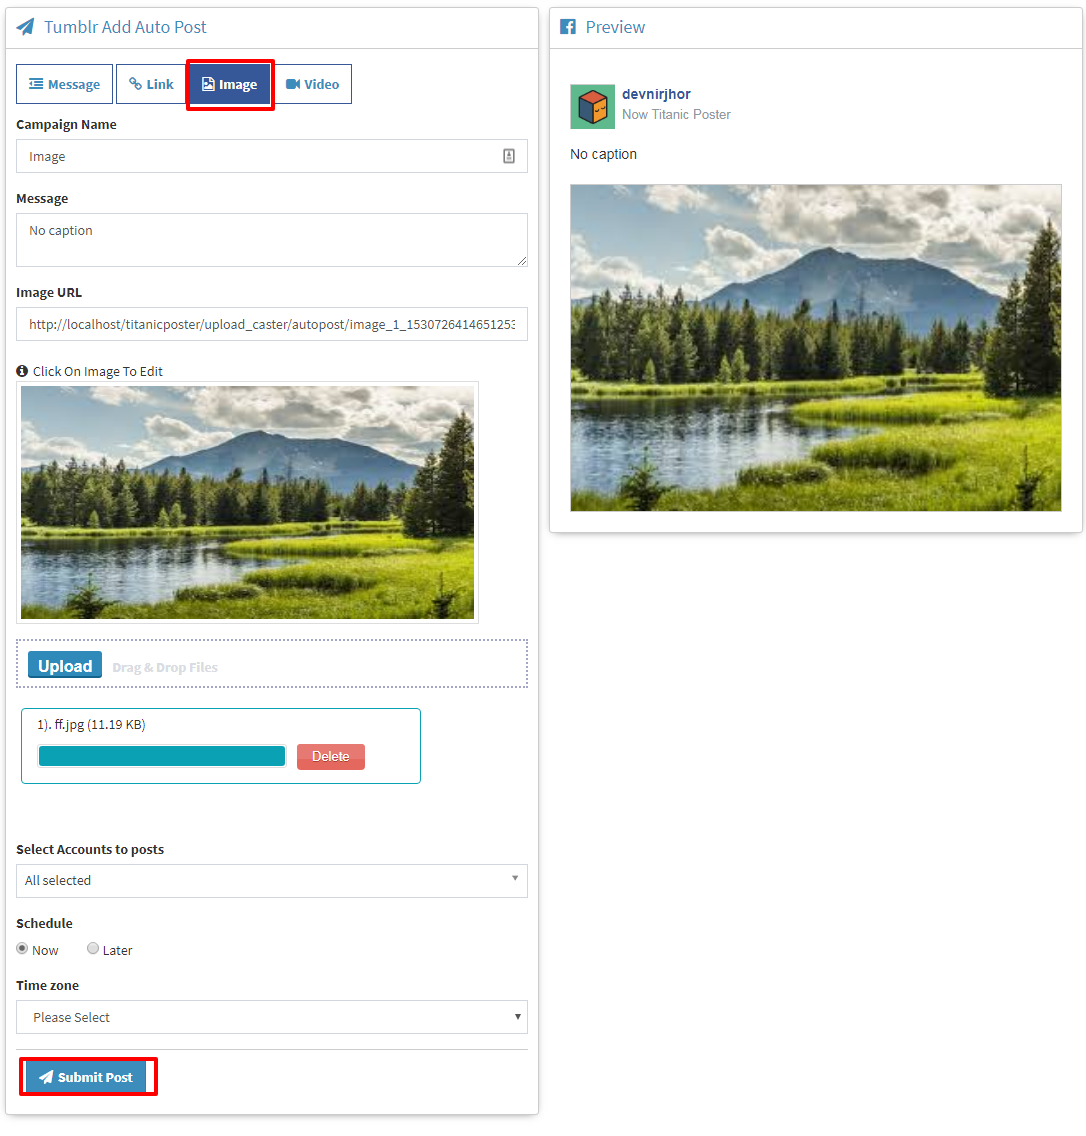 Tumblr Add Auto Post
Message
Link
Image
Video
Campaign Name
Image
Message
No caption
Image URL
http://localhost/titanicposter/upload_caster/autopost/image_1_1530726414651253
Click On Image To Edit
Upload
Drag & Drop Files
1). ff.jpg (11.19 KB)
Delete
Select Accounts to posts
All selected
Schedule
Now
Later
Time zone
Please Select
Submit Post
Preview
devnirjhor
Now Titanic Poster
No caption